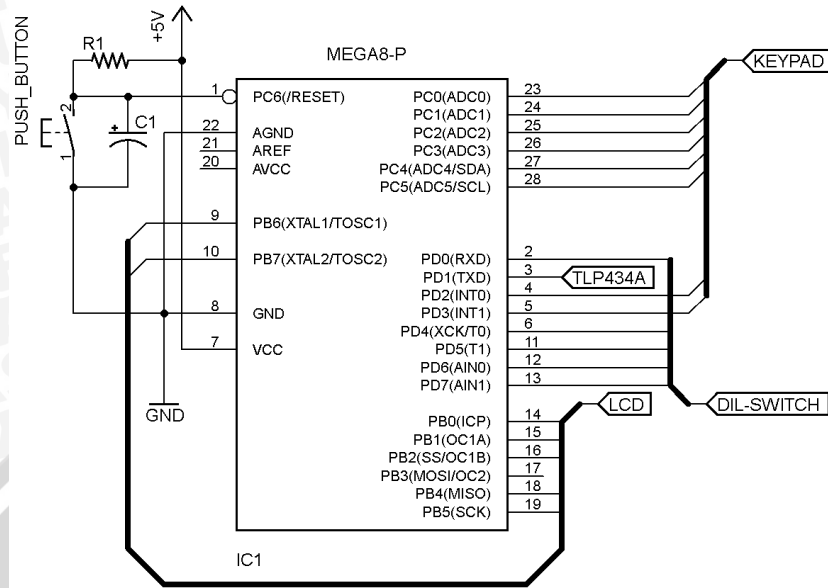 +5V
R1
MEGA8-P
PUSH_BUTTON
2
1
C1
1 PC6(/RESET)
22 AGND
21 AREF
20 AVCC
9 PB6(XTAL1/TOSC1)
10 PB7(XTAL2/TOSC2)
8 GND
7 VCC
GND
PC0(ADC0) 23
PC1(ADC1) 24
PC2(ADC2) 25
PC3(ADC3) 26
PC4(ADC4/SDA) 27
PC5(ADC5/SCL) 28
KEYPAD
PD0(RXD) 2
PD1(TXD) 3 TLP434A
PD2(INT0) 4
PD3(INT1) 5
PD4(XCK/T0) 6
PD5(T1) 11
PD6(AIN0) 12
PD7(AIN1) 13
LCD
DIL-SWITCH
PB0(ICP) 14
PB1(OC1A) 15
PB2(SS/OC1B) 16
PB3(MOSI/OC2) 17
PB4(MISO) 18
PB5(SCK) 19
IC1